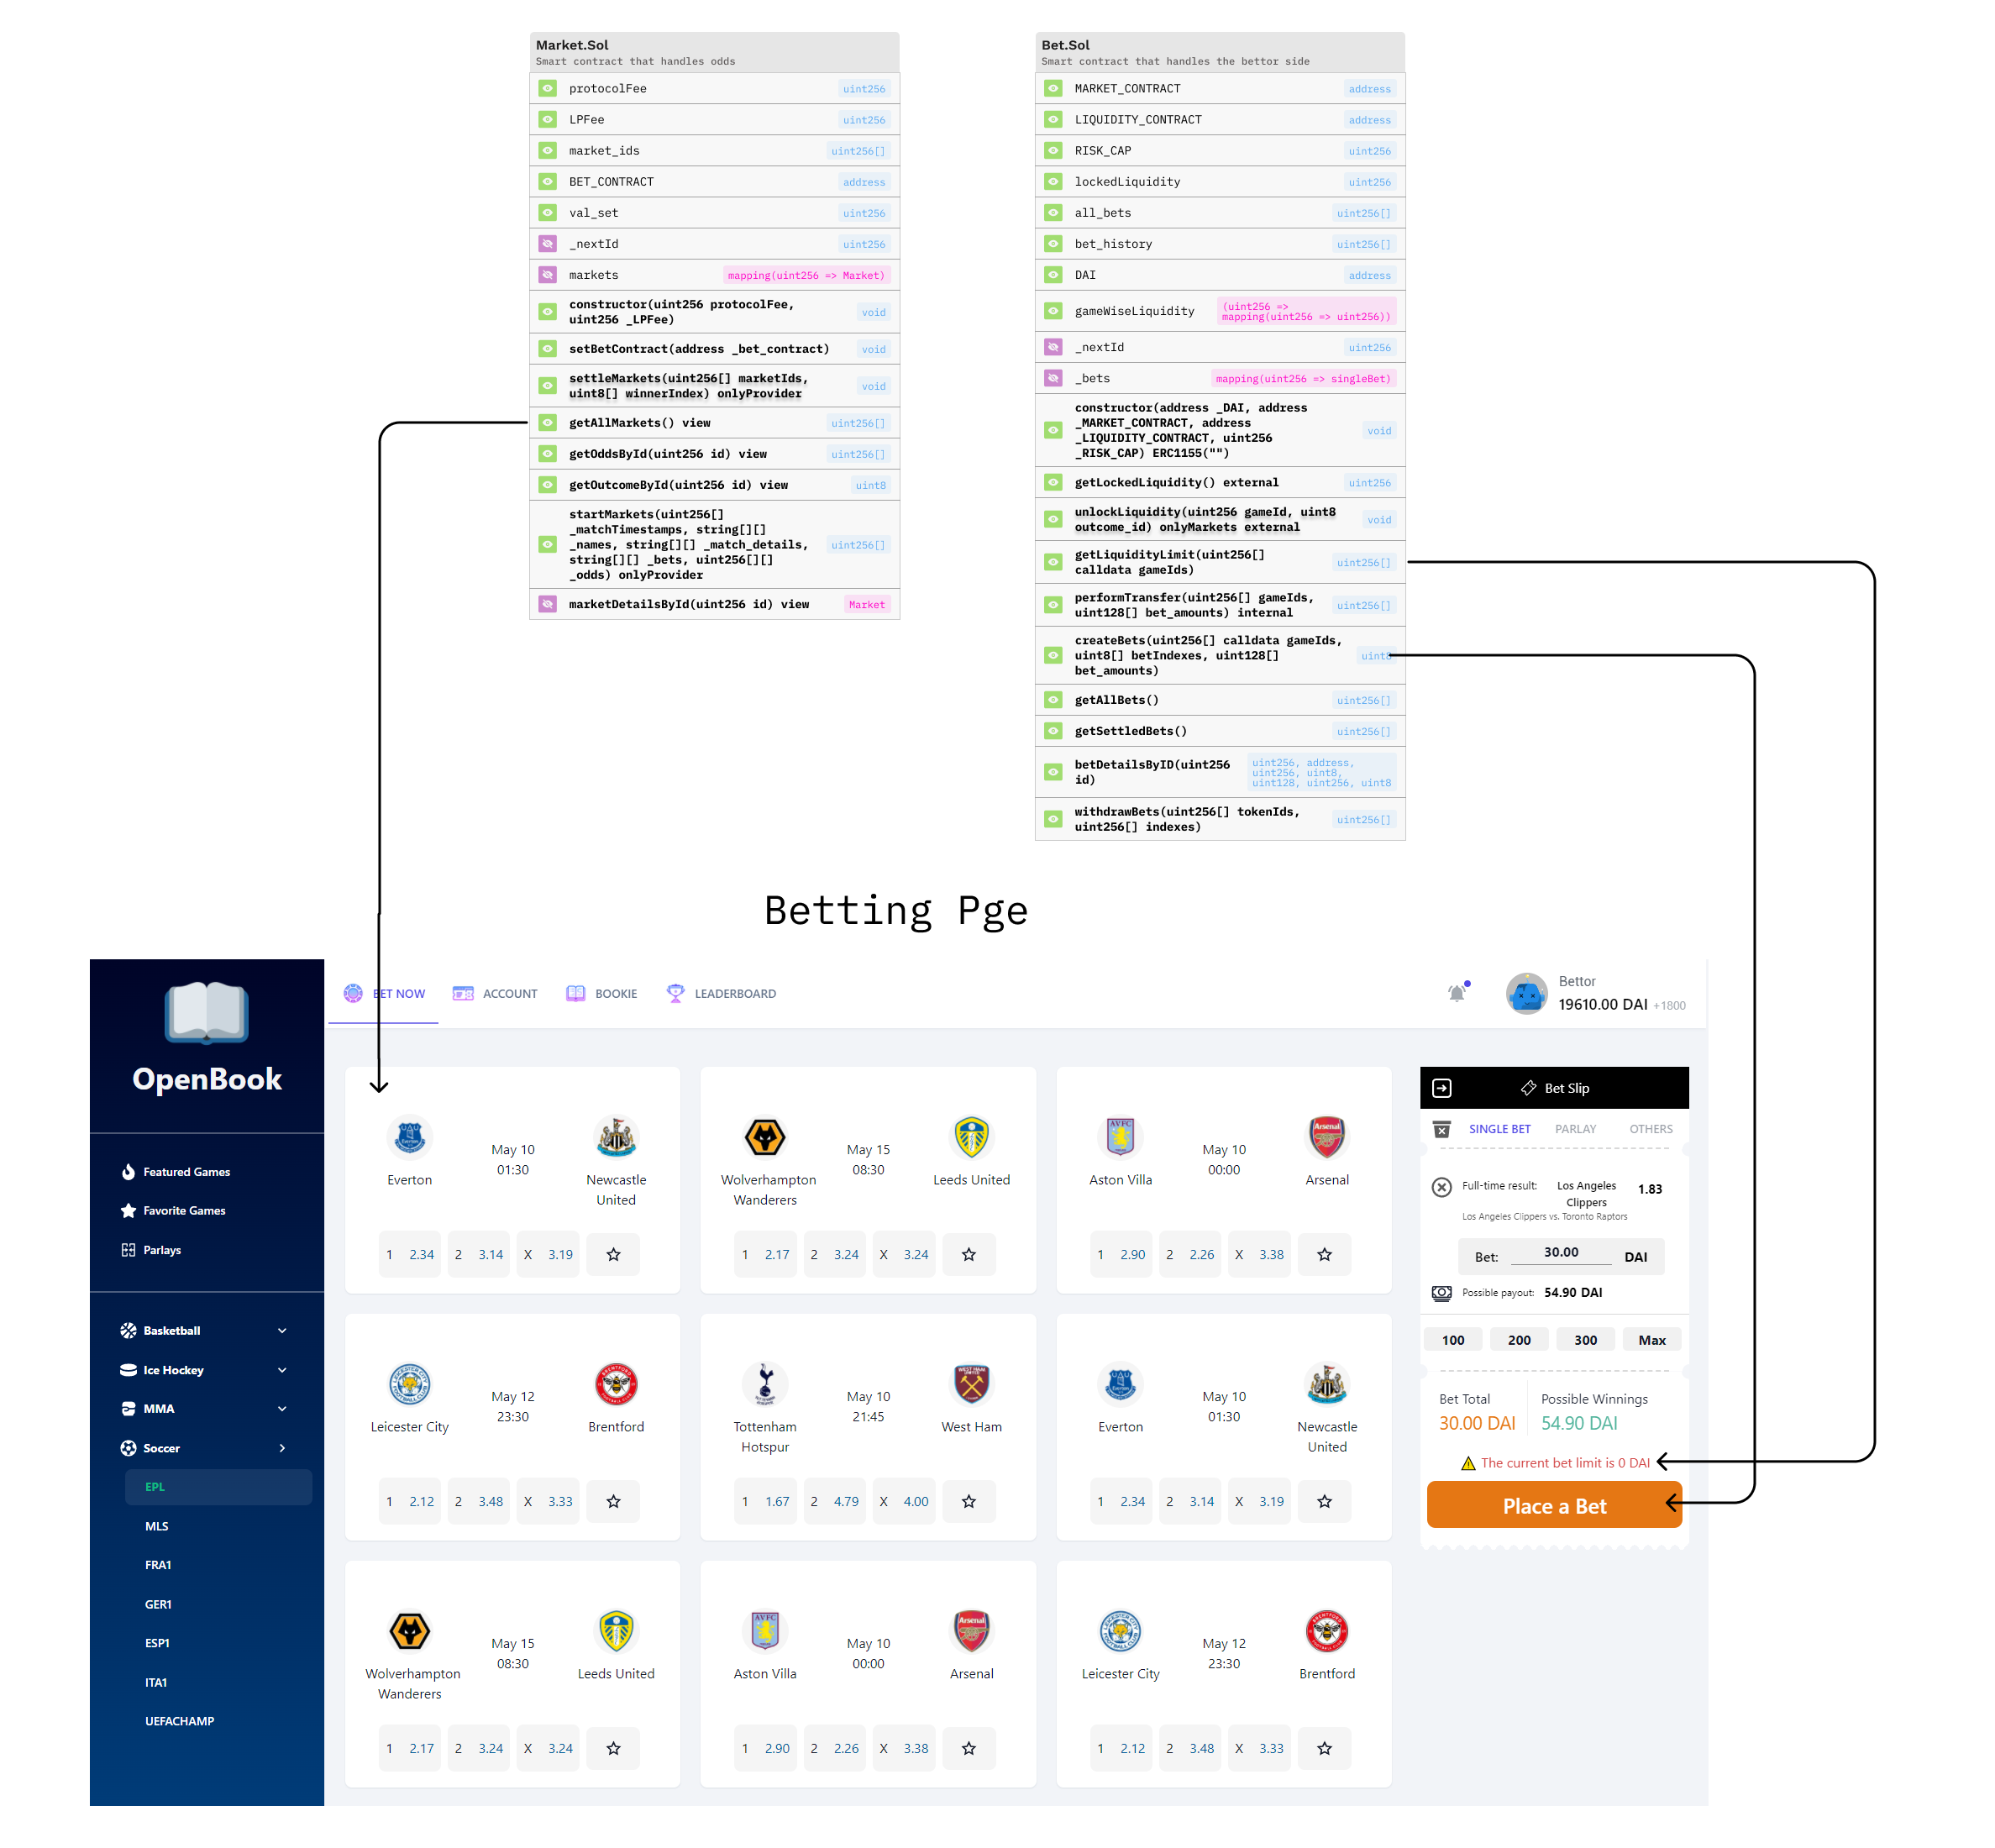 Market.Sol
Smart contract that handles odds
protocolFee uint256
LPFee uint256
market_ids uint256[]
BET_CONTRACT address
val_set uint256
_nextId uint256
markets mapping(uint256 => Market)
constructor(uint256 protocolFee,
uint256 _LPFee) void
setBetContract(address _bet_contract) void
settleMarkets(uint256[] marketIds,
uint8[] winnerIndex) onlyProvider void
getAllMarkets() view uint256[]
getOddsById(uint256 id) view uint256[]
getOutcomeById(uint256 id) view uint8
startMarkets(uint256[]
_matchTimestamps, string[][]
_names, string[][] _match_details,
string[][] _bets, uint256[][]
_odds) onlyProvider
uint256[]
marketDetailsById(uint256 id) view Market
Bet.Sol
Smart contract that handles the bettor side
MARKET_CONTRACT address
LIQUIDITY_CONTRACT address
RISK_CAP uint256
lockedLiquidity uint256
all_bets uint256[]
bet_history uint256[]
DAI address
gameWiseLiquidity
(uint256 =>
mapping(uint256 => uint256))
_nextId uint256
_bets mapping(uint256 => singleBet)
constructor(address _DAI, address
_MARKET_CONTRACT, address
_LIQUIDITY_CONTRACT, uint256
_RISK_CAP) ERC1155("")
void
getLockedLiquidity() external uint256
unlockLiquidity(uint256 gameId, uint8
outcome_id) onlyMarkets external
void
getLiquidityLimit(uint256[]
calldata gameIds)
uint256[]
performTransfer(uint256[] gameIds,
uint128[] bet_amounts) internal
uint256[]
createBets(uint256[] calldata gameIds,
uint8[] betIndexes, uint128[]
bet_amounts)
uint8
getAllBets() uint256[]
getSettledBets() uint256[]
betDetailsByID(uint256
id)
uint256, address,
uint256, uint8,
uint128, uint256, uint8
withdrawBets(uint256[] tokenIds,
uint256[] indexes)
uint256[]
Betting Pge
OpenBook
Featured Games
Favorite Games
Parlays
Basketball
Ice Hockey
MMA
Soccer
EPL
MLS
FRA1
GER1
ESP1
ITA1
UEFACHAMP
BET NOW ACCOUNT BOOKIE LEADERBOARD
Bettor
19610.00 DAI +1800
May 10
01:30
Everton Newcastle
United
1 2.34 2 3.14 X 3.19
May 15
08:30
Wolverhampton
Wanderers
Leeds United
1 2.17 2 3.24 X 3.24
May 10
00:00
Aston Villa Arsenal
1 2.90 2 2.26 X 3.38
May 12
23:30
Leicester City Brentford
1 2.12 2 3.48 X 3.33
May 10
21:45
Tottenham
Hotspur
West Ham
1 1.67 2 4.79 X 4.00
May 10
01:30
Everton Newcastle
United
1 2.34 2 3.14 X 3.19
May 15
08:30
Wolverhampton
Wanderers
Leeds United
1 2.17 2 3.24 X 3.24
May 10
00:00
Aston Villa Arsenal
1 2.90 2 2.26 X 3.38
May 12
23:30
Leicester City Brentford
1 2.12 2 3.48 X 3.33
Bet Slip
SINGLE BET PARLAY OTHERS
Full-time result: Los Angeles
Clippers
1.83
Los Angeles Clippers vs. Toronto Raptors
Bet: 30.00 DAI
Possible payout: 54.90 DAI
100 200 300 Max
Bet Total Possible Winnings
30.00 DAI 54.90 DAI
The current bet limit is 0 DAI
Place a Bet